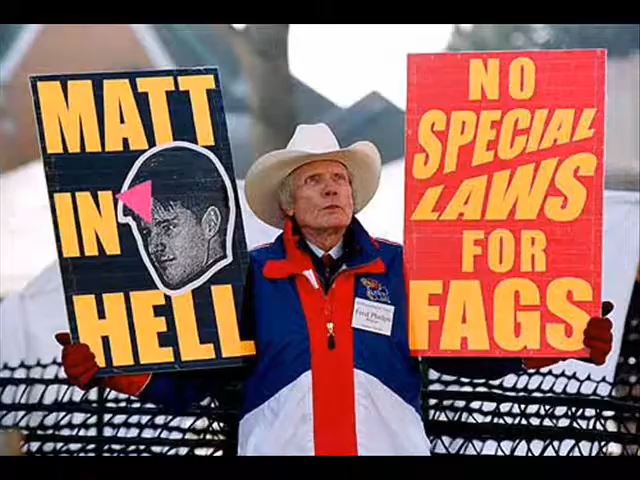 MATT
IN
HELL
NO
SPECIAL
LAWS
FOR
FAGS
Fred Phelps